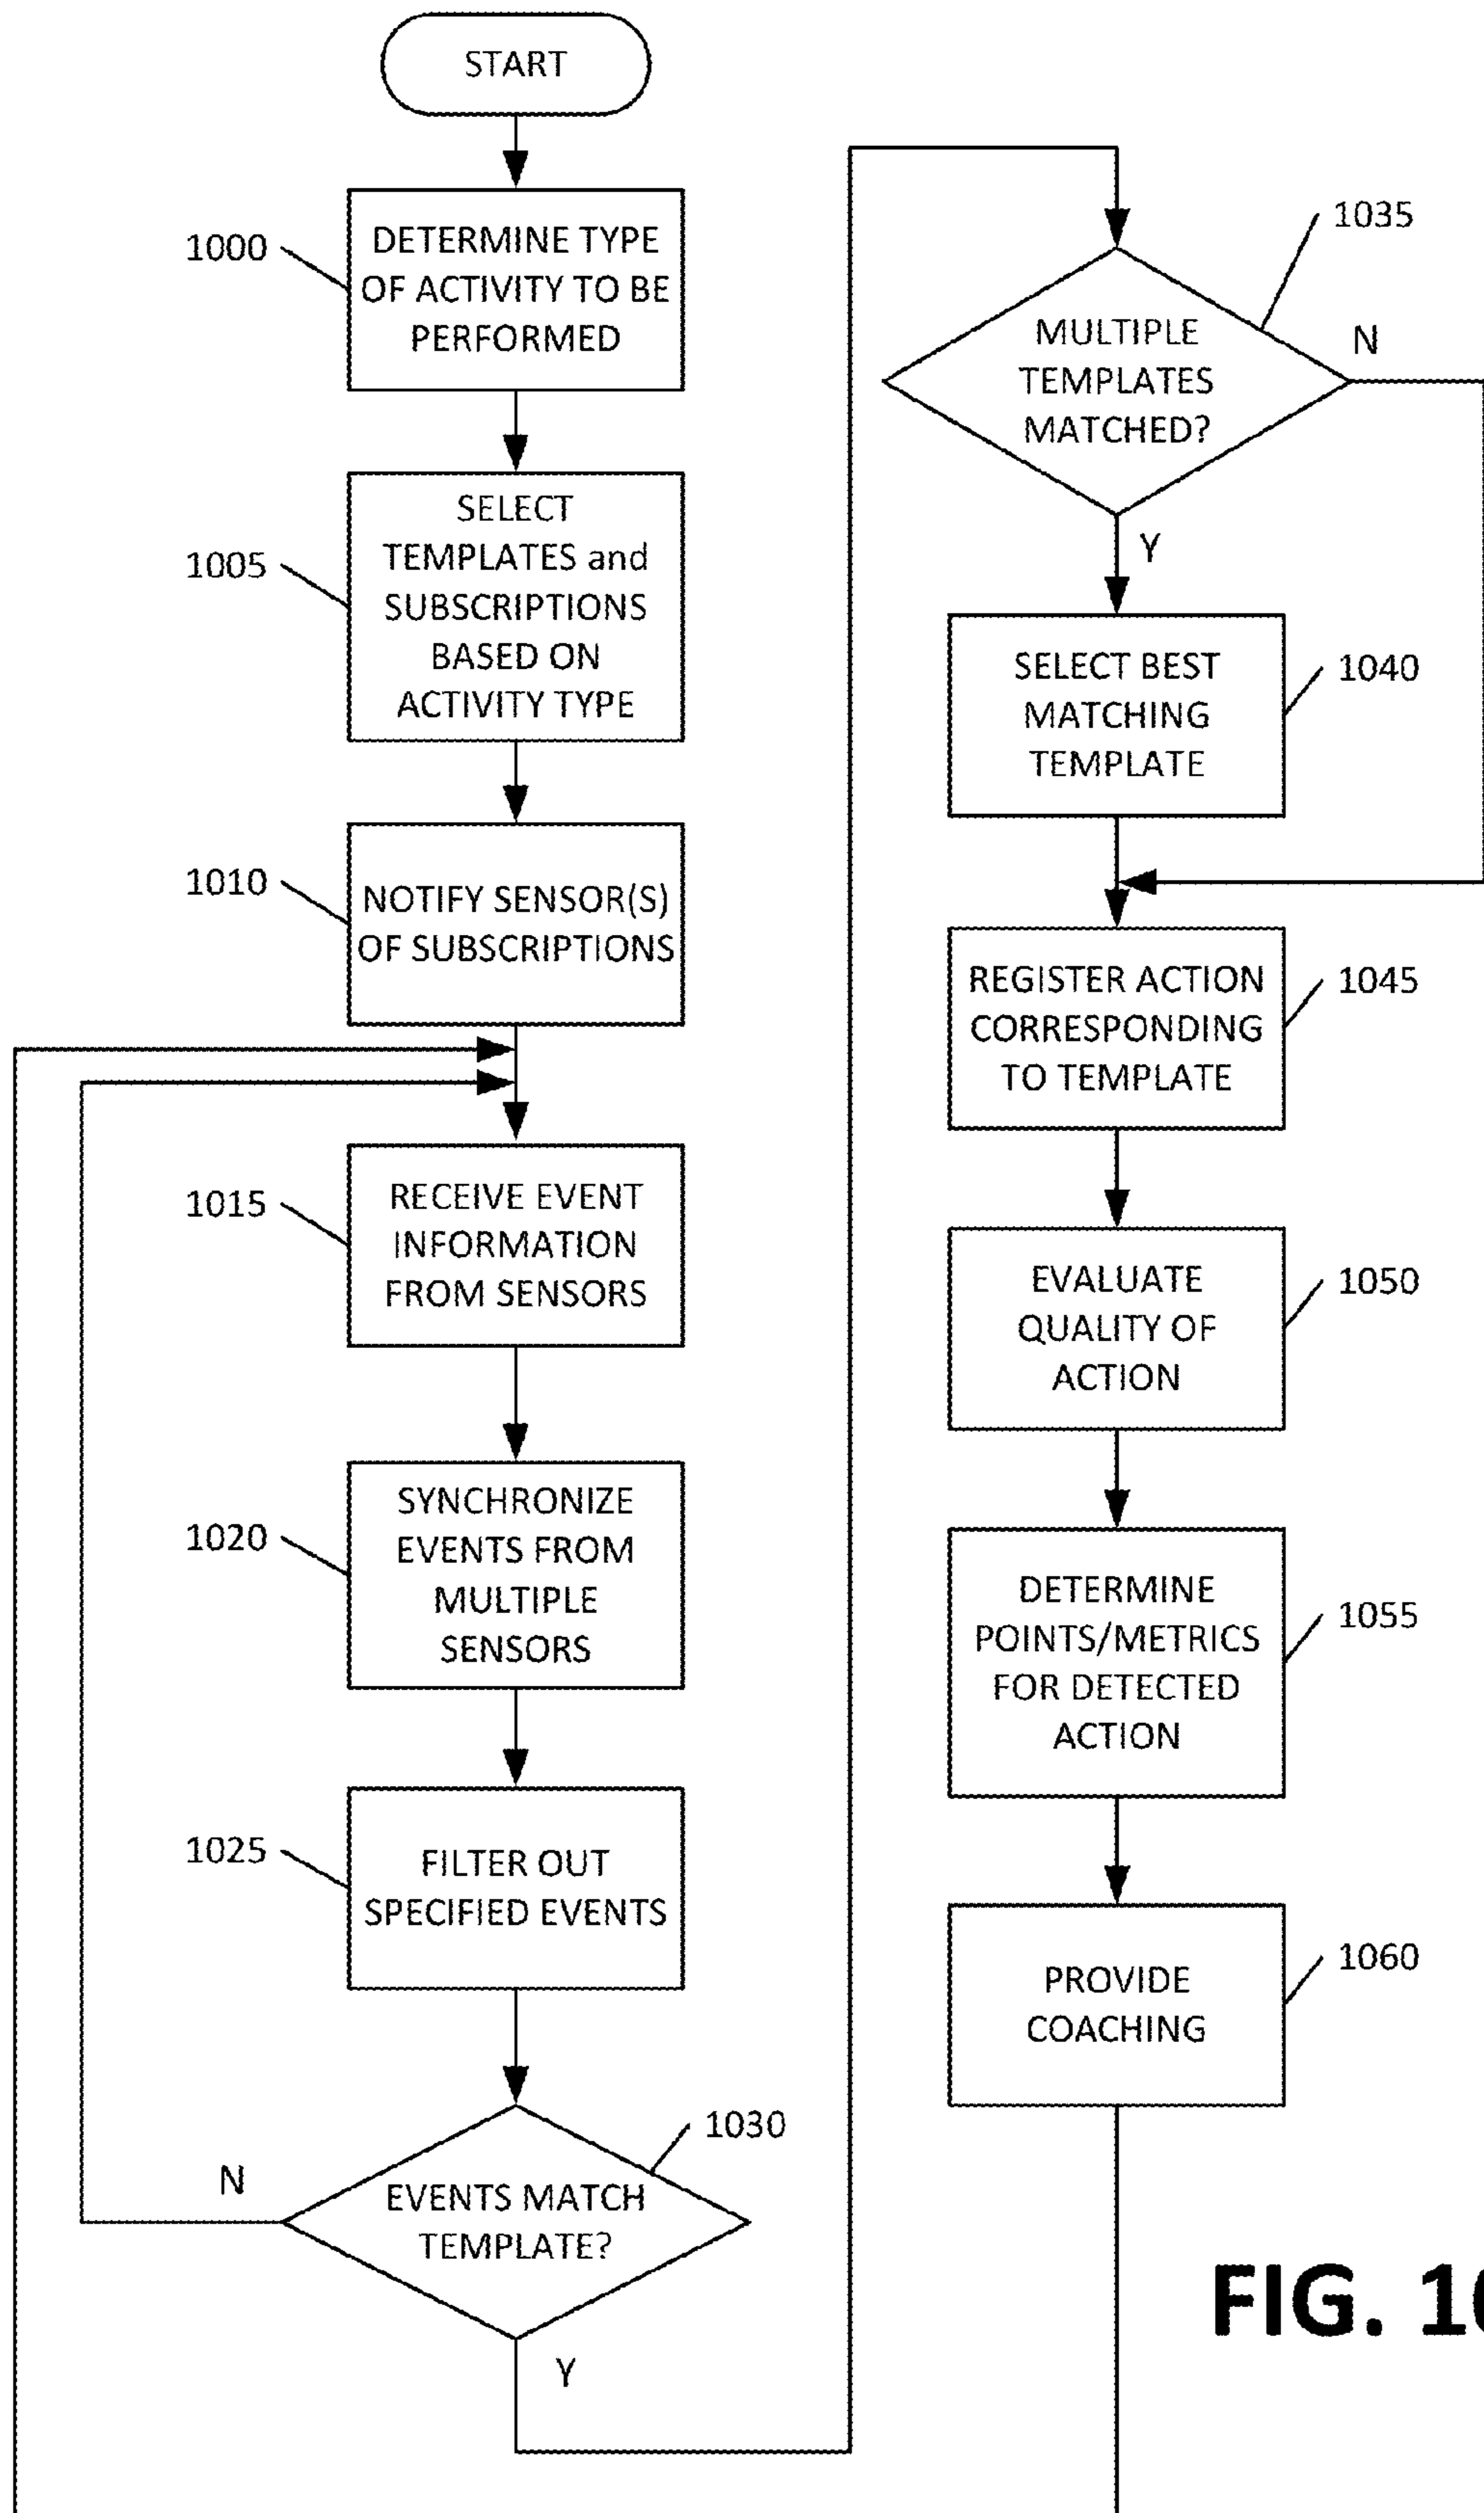 START
1000
DETERMINE TYPE
OF ACTIVITY TO BE
PERFORMED
1005
SELECT
TEMPLATES and
SUBSCRIPTIONS
BASED ON
ACTIVITY TYPE
1010
NOTIFY SENSOR(S)
OF SUBSCRIPTIONS
1015
RECEIVE EVENT
INFORMATION
FROM SENSORS
1020
SYNCHRONIZE
EVENTS FROM
MULTIPLE
SENSORS
1025
FILTER OUT
SPECIFIED EVENTS
1030
EVENTS MATCH
TEMPLATE?
N
Y
1035
MULTIPLE
TEMPLATES
MATCHED?
N
Y
SELECT BEST
MATCHING
TEMPLATE
1040
REGISTER ACTION
CORRESPONDING
TO TEMPLATE
1045
EVALUATE
QUALITY OF
ACTION
1050
DETERMINE
POINTS/METRICS
FOR DETECTED
ACTION
1055
PROVIDE
COACHING
1060
FIG. 10